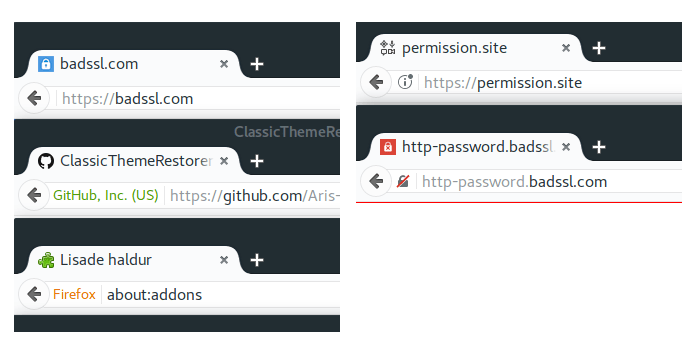 badssl.com
https://badssl.com
ClassicThemeRe
ClassicThemeRestorer
GitHub, Inc. (US) https://github.com/Aris-
Lisade haldur
Firefox about:addons
permission.site
https://permission.site
http-password.badssl
http-password.badssl.com